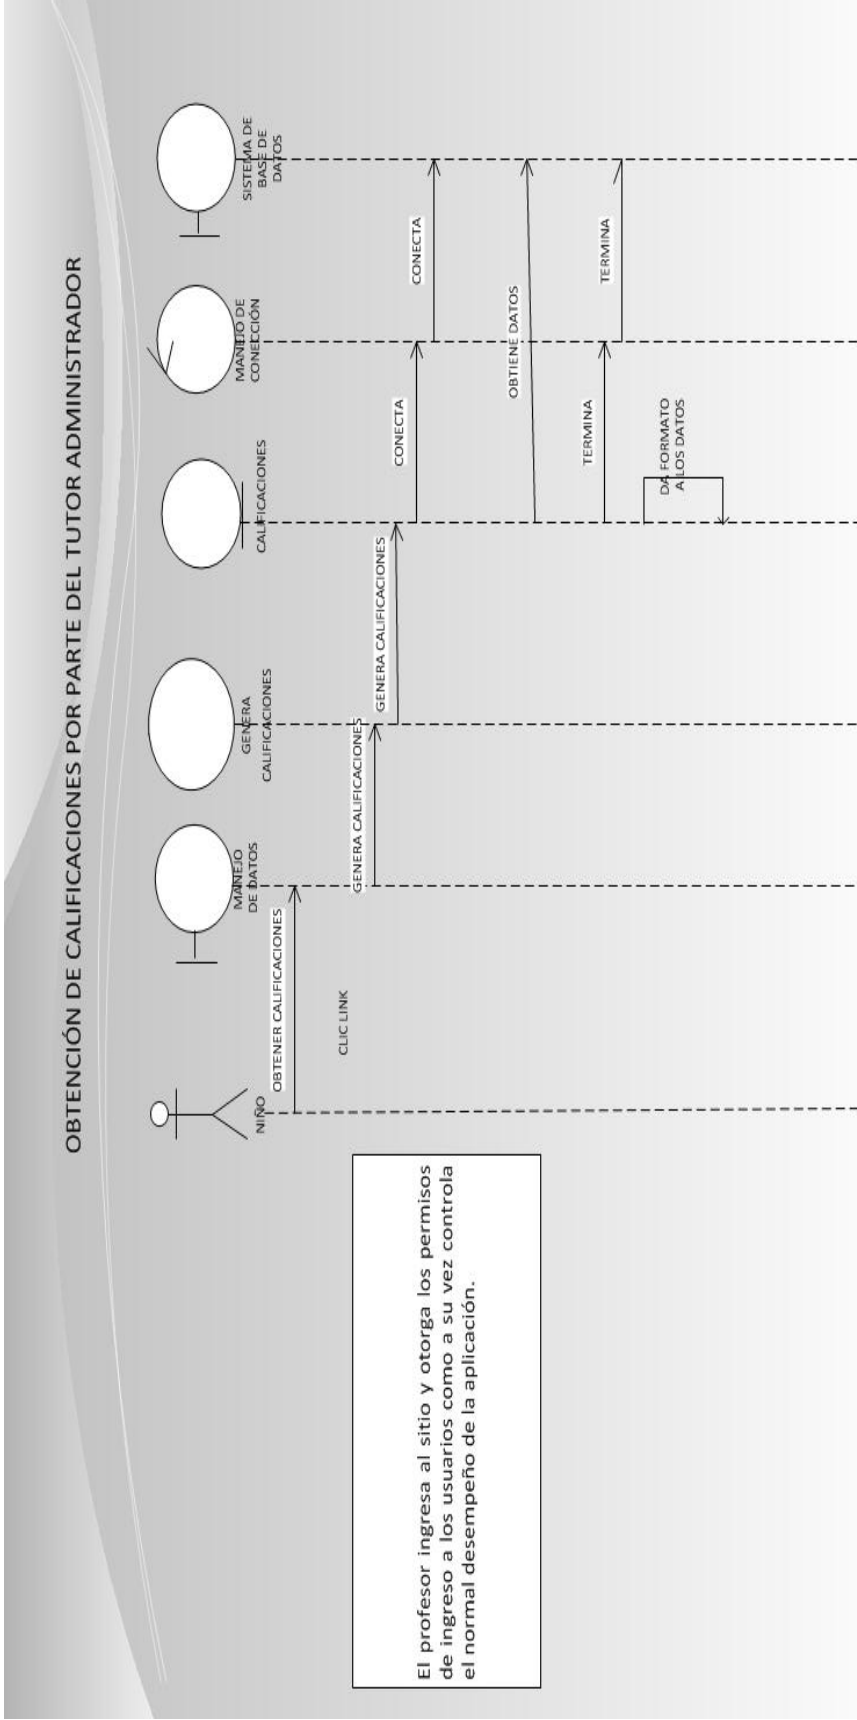 OBTENCIÓN DE CALIFICACIONES POR PARTE DEL TUTOR ADMINISTRADOR
El profesor ingresa al sitio y otorga los permisos
de ingreso a los usuarios como a su vez controla
el normal desempeño de la aplicación.
NIÑO
MANEJO
DE DATOS
GENERA
CALIFICACIONES
CALIFICACIONES
MANEJO DE
CONECCIÓN
SISTEMA DE
BASE DE
DATOS
OBTENER CALIFICACIONES
CLIC LINK
GENERA CALIFICACIONES
GENERA CALIFICACIONES
CONECTA
CONECTA
OBTIENE DATOS
TERMINA
TERMINA
DA FORMATO
A LOS DATOS